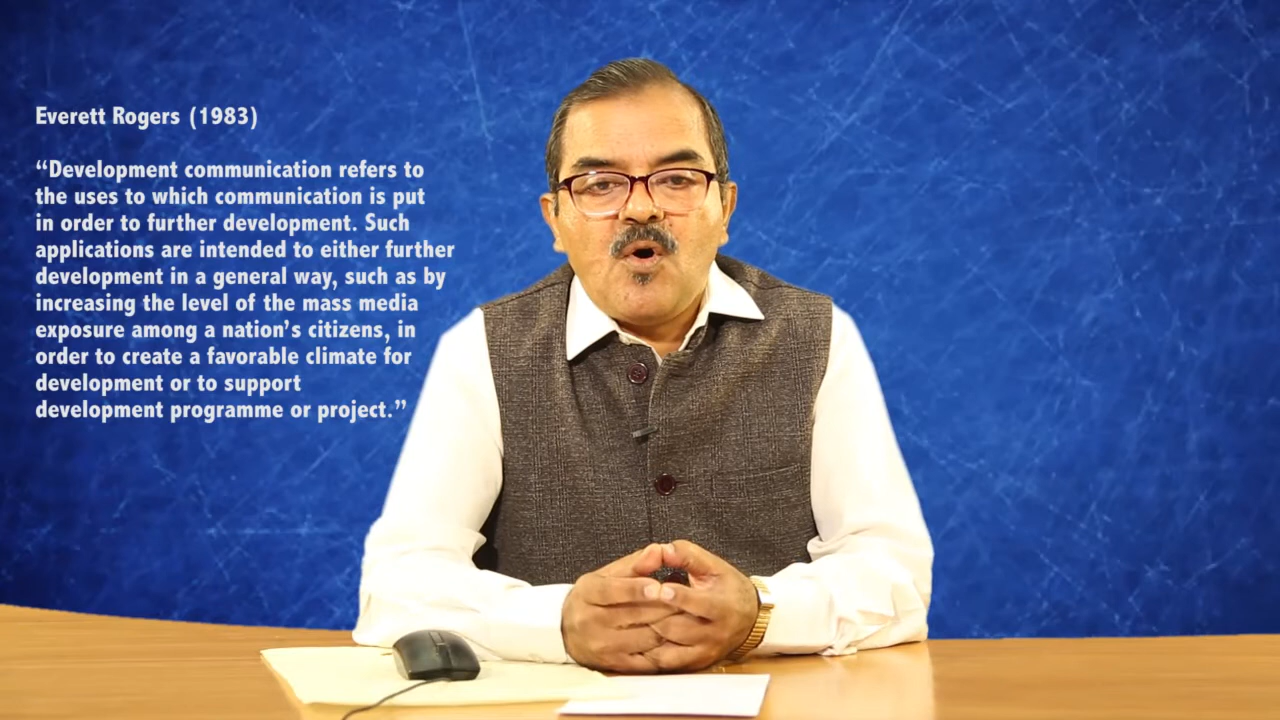 Everett Rogers (1983)
“Development communication refers to
the uses to which communication is put
in order to further development. Such
applications are intended to either further
development in a general way, such as by
increasing the level of the mass media
exposure among a nation’s citizens, in
order to create a favorable climate for
development or to support
development programme or project.”